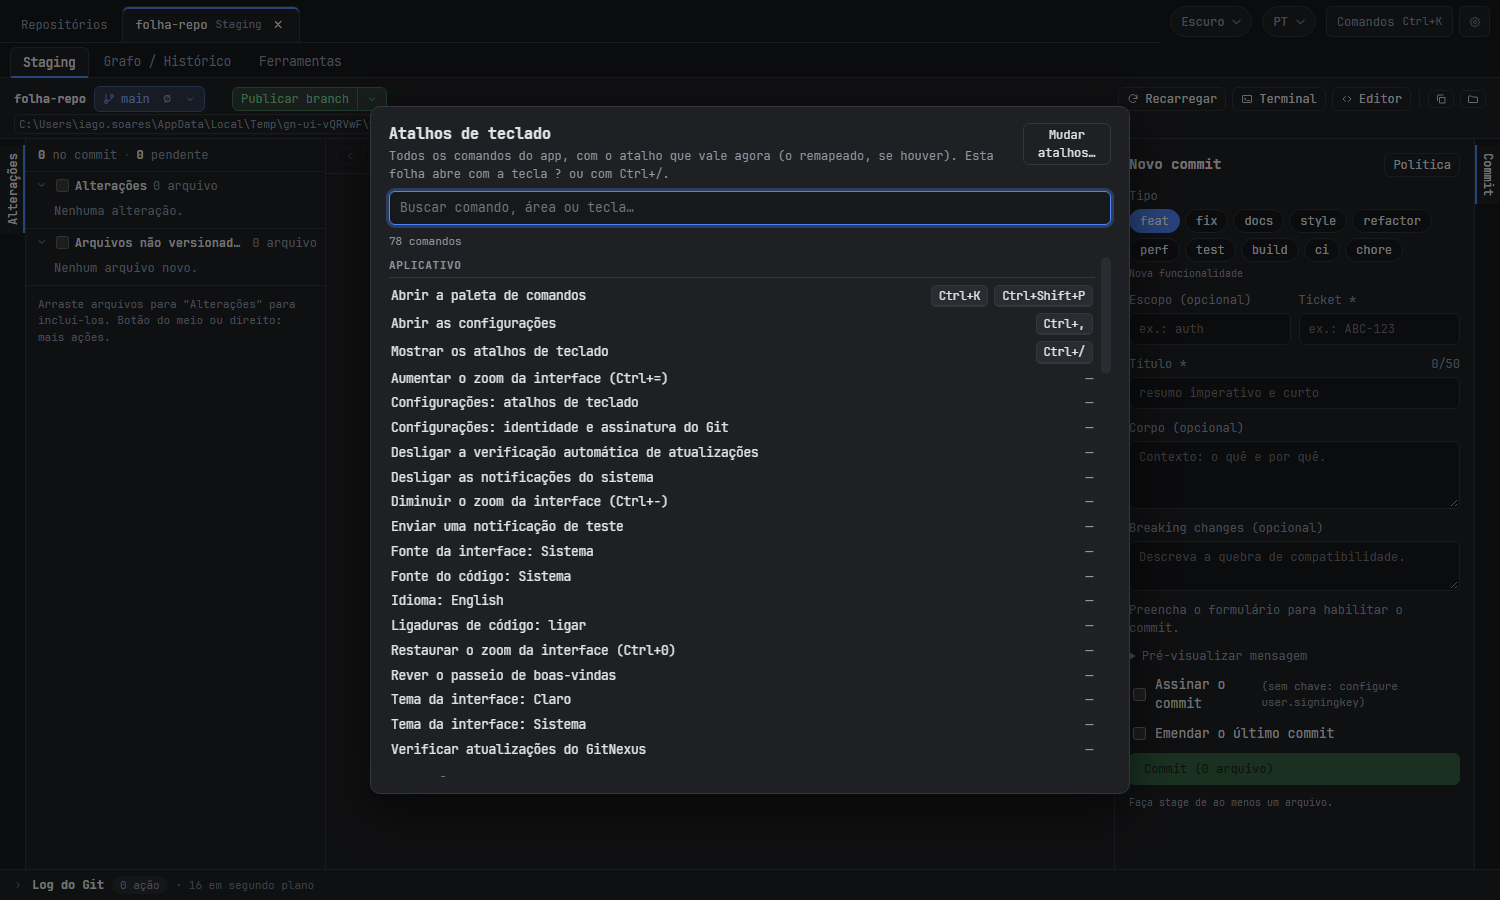 Repositórios
folha-repo Staging ×
Escuro
PT
Comandos Ctrl+K
Staging
Grafo / Histórico
Ferramentas
folha-repo
main
Publicar branch
Recarregar
Terminal
Editor
C:\Users\iago.soares\AppData\Local\Temp\gn-ui-vQRVwF\
Alterações
0 no commit · 0 pendente
Alterações 0 arquivo
Nenhuma alteração.
Arquivos não versionad… 0 arquivo
Nenhum arquivo novo.
Arraste arquivos para "Alterações" para
incluí-los. Botão do meio ou direito:
mais ações.
Atalhos de teclado
Todos os comandos do app, com o atalho que vale agora (o remapeado, se houver). Esta
folha abre com a tecla ? ou com Ctrl+/.
Mudar
atalhos…
Buscar comando, área ou tecla…
78 comandos
APLICATIVO
Abrir a paleta de comandos Ctrl+K Ctrl+Shift+P
Abrir as configurações Ctrl+,
Mostrar os atalhos de teclado Ctrl+/
Aumentar o zoom da interface (Ctrl+=) —
Configurações: atalhos de teclado —
Configurações: identidade e assinatura do Git —
Desligar a verificação automática de atualizações —
Desligar as notificações do sistema —
Diminuir o zoom da interface (Ctrl+-) —
Enviar uma notificação de teste —
Fonte da interface: Sistema —
Fonte do código: Sistema —
Idioma: English —
Ligaduras de código: ligar —
Restaurar o zoom da interface (Ctrl+0) —
Rever o passeio de boas-vindas —
Tema da interface: Claro —
Tema da interface: Sistema —
Verificar atualizações do GitNexus —
Novo commit
Política
Tipo
feat fix docs style refactor
perf test build ci chore
Nova funcionalidade
Escopo (opcional) Ticket *
ex.: auth ex.: ABC-123
Título * 0/50
resumo imperativo e curto
Corpo (opcional)
Contexto: o quê e por quê.
Breaking changes (opcional)
Descreva a quebra de compatibilidade.
Preencha o formulário para habilitar o
commit.
Pré-visualizar mensagem
Assinar o
commit
(sem chave: configure
user.signingkey)
Emendar o último commit
Commit (0 arquivo)
Faça stage de ao menos um arquivo.
Commit
Log do Git 0 ação · 16 em segundo plano